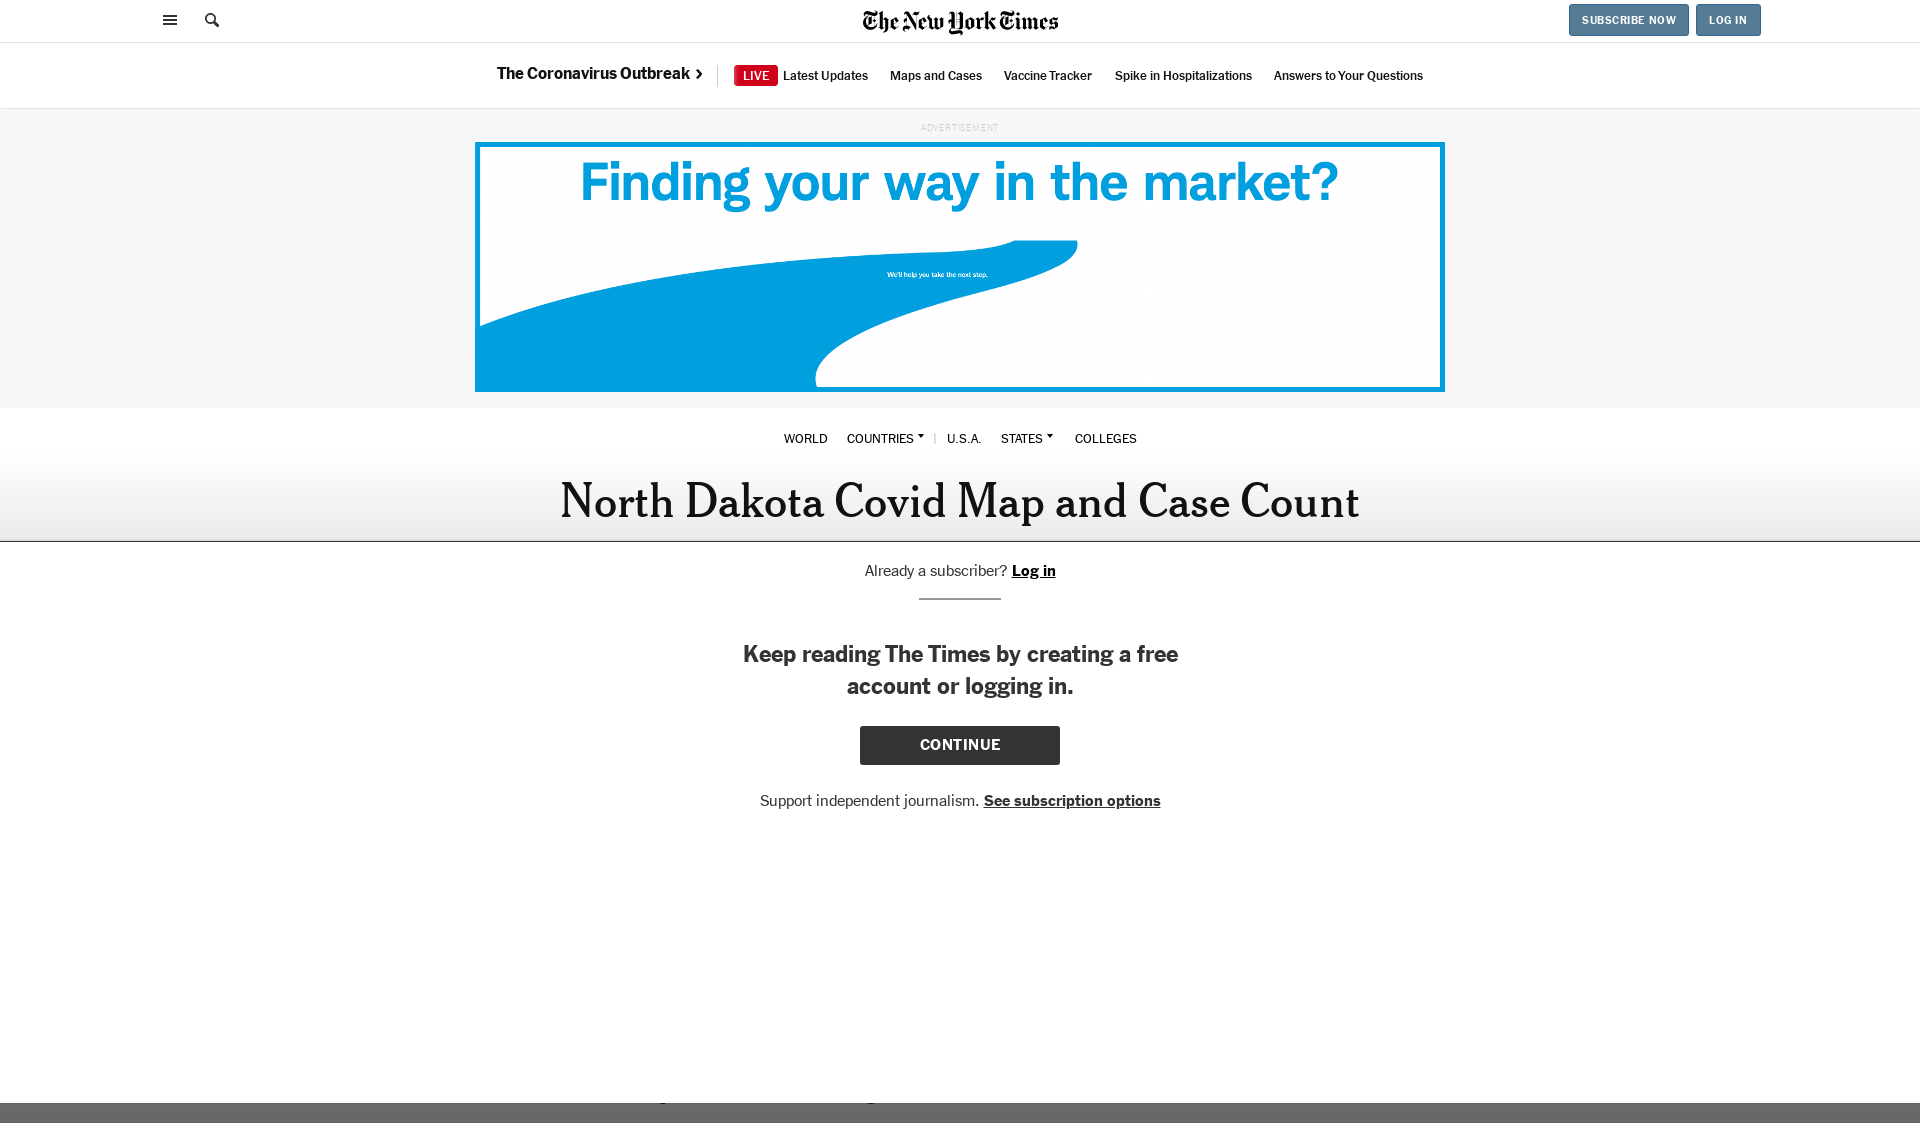 The New York Times
SUBSCRIBE NOW
LOG IN
The Coronavirus Outbreak
LIVE Latest Updates
Maps and Cases
Vaccine Tracker
Spike in Hospitalizations
Answers to Your Questions
ADVERTISEMENT
Finding your way in the market?
We'll help you take the next step.
WORLD
COUNTRIES
U.S.A.
STATES
COLLEGES
North Dakota Covid Map and Case Count
Already a subscriber? Log in
Keep reading The Times by creating a free
account or logging in.
CONTINUE
Support independent journalism. See subscription options